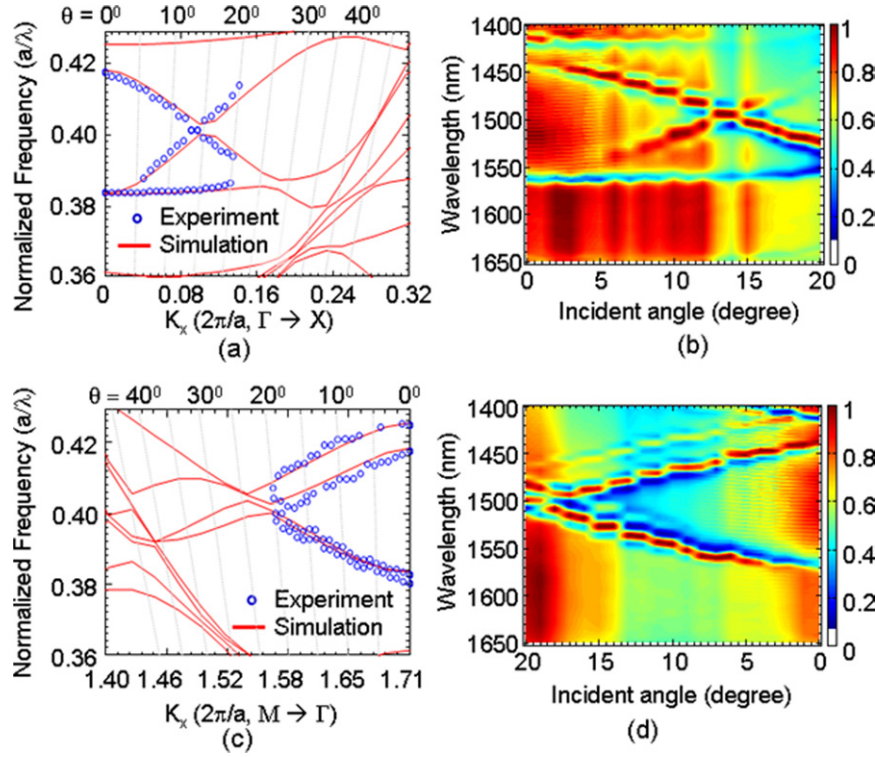 θ = 0⁰ 10⁰ 20⁰ 30⁰ 40⁰
Normalized Frequency (a/λ)
0.42
0.40
0.38
0.36
Experiment
Simulation
0 0.08 0.16 0.24 0.32
Kₓ (2π/a, Γ → X)
(a)
Wavelength (nm)
1400
1450
1500
1550
1600
1650
0 5 10 15 20
Incident angle (degree)
(b)
1
0.8
0.6
0.4
0.2
0
θ = 40⁰ 30⁰ 20⁰ 10⁰ 0⁰
Normalized Frequency (a/λ)
0.42
0.40
0.38
0.36
Experiment
Simulation
1.40 1.46 1.52 1.58 1.65 1.71
Kₓ (2π/a, M → Γ)
(c)
Wavelength (nm)
1400
1450
1500
1550
1600
1650
20 15 10 5 0
Incident angle (degree)
(d)
1
0.8
0.6
0.4
0.2
0